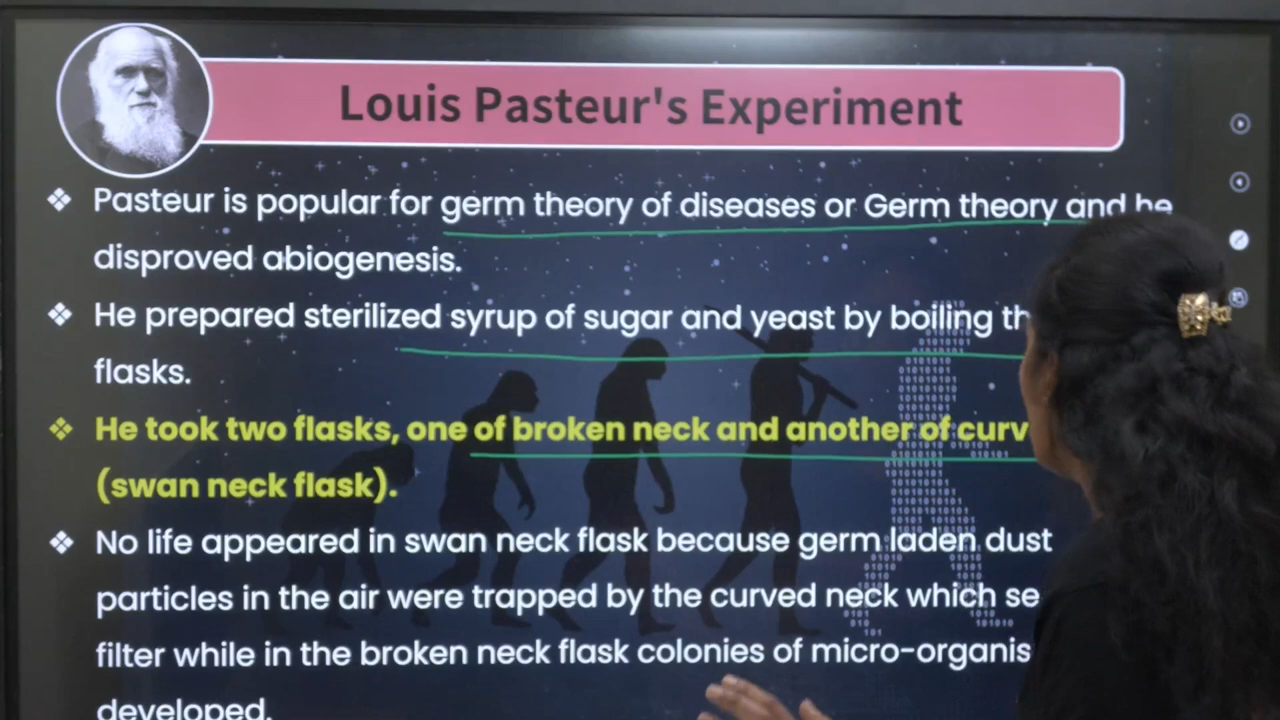 Louis Pasteur's Experiment
❖ Pasteur is popular for germ theory of diseases or Germ theory and he
disproved abiogenesis.
❖ He prepared sterilized syrup of sugar and yeast by boiling
flasks.
❖ He took two flasks, one of broken neck and another of
(swan neck flask).
❖ No life appeared in swan neck flask because germ laden dust
particles in the air were trapped by the curved neck which
filter while in the broken neck flask colonies of
developed.